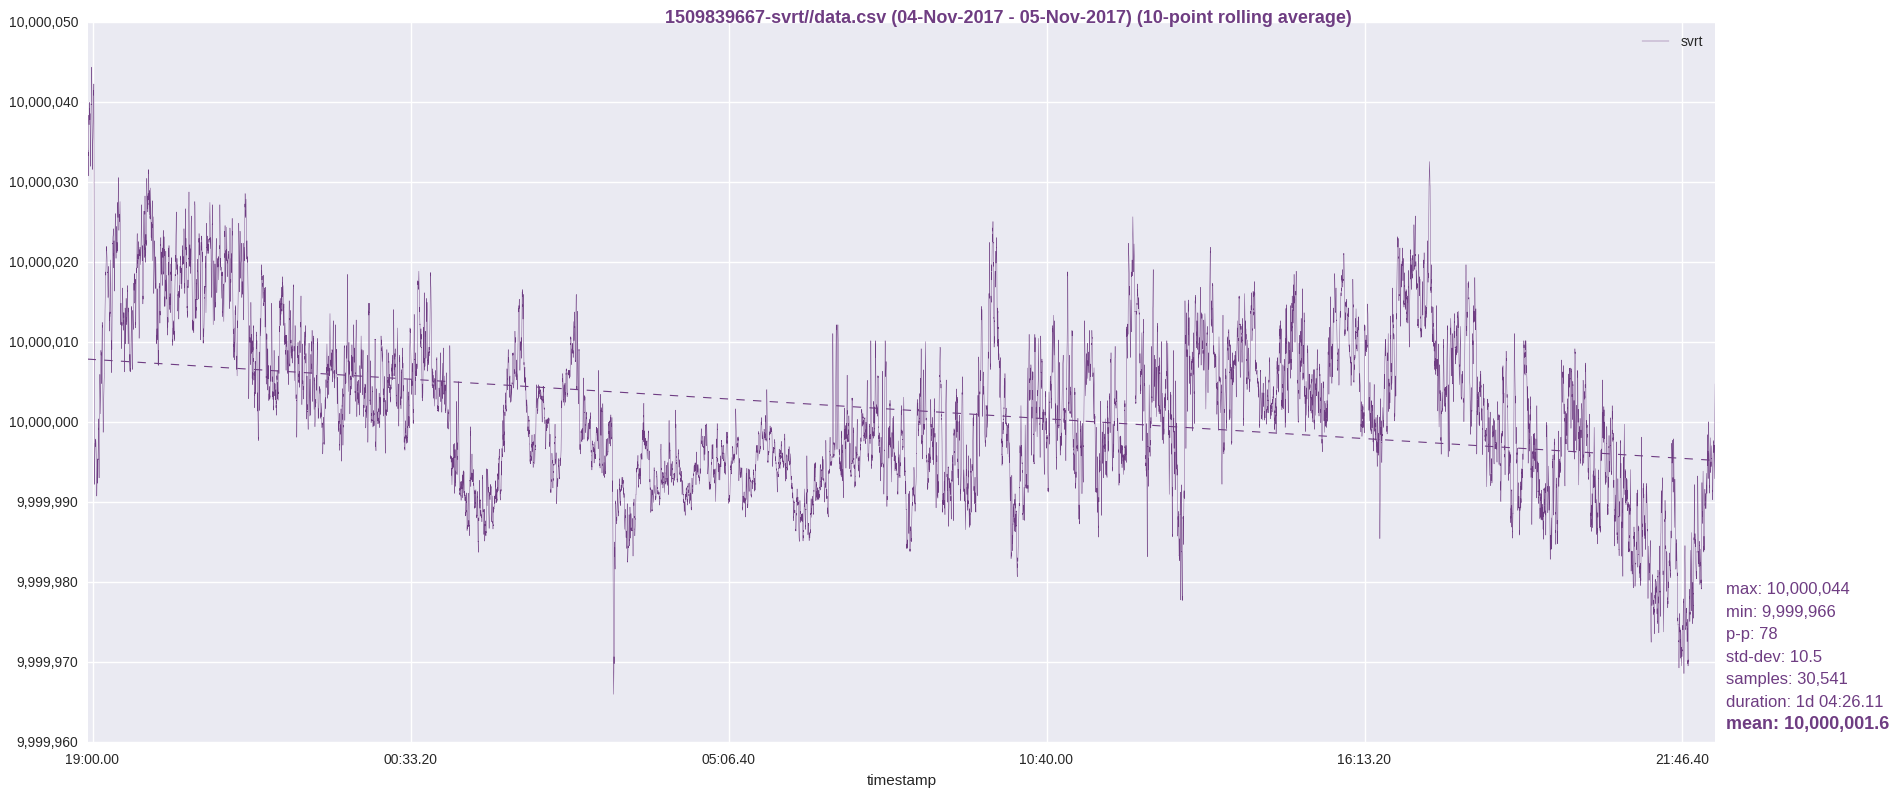 1509839667-svrt//data.csv (04-Nov-2017 - 05-Nov-2017) (10-point rolling average)
svrt
10,000,050
10,000,040
10,000,030
10,000,020
10,000,010
10,000,000
9,999,990
9,999,980
9,999,970
9,999,960
19:00.00 00:33.20 05:06.40 10:40.00 16:13.20 21:46.40
timestamp
max: 10,000,044
min: 9,999,966
p-p: 78
std-dev: 10.5
samples: 30,541
duration: 1d 04:26.11
mean: 10,000,001.6